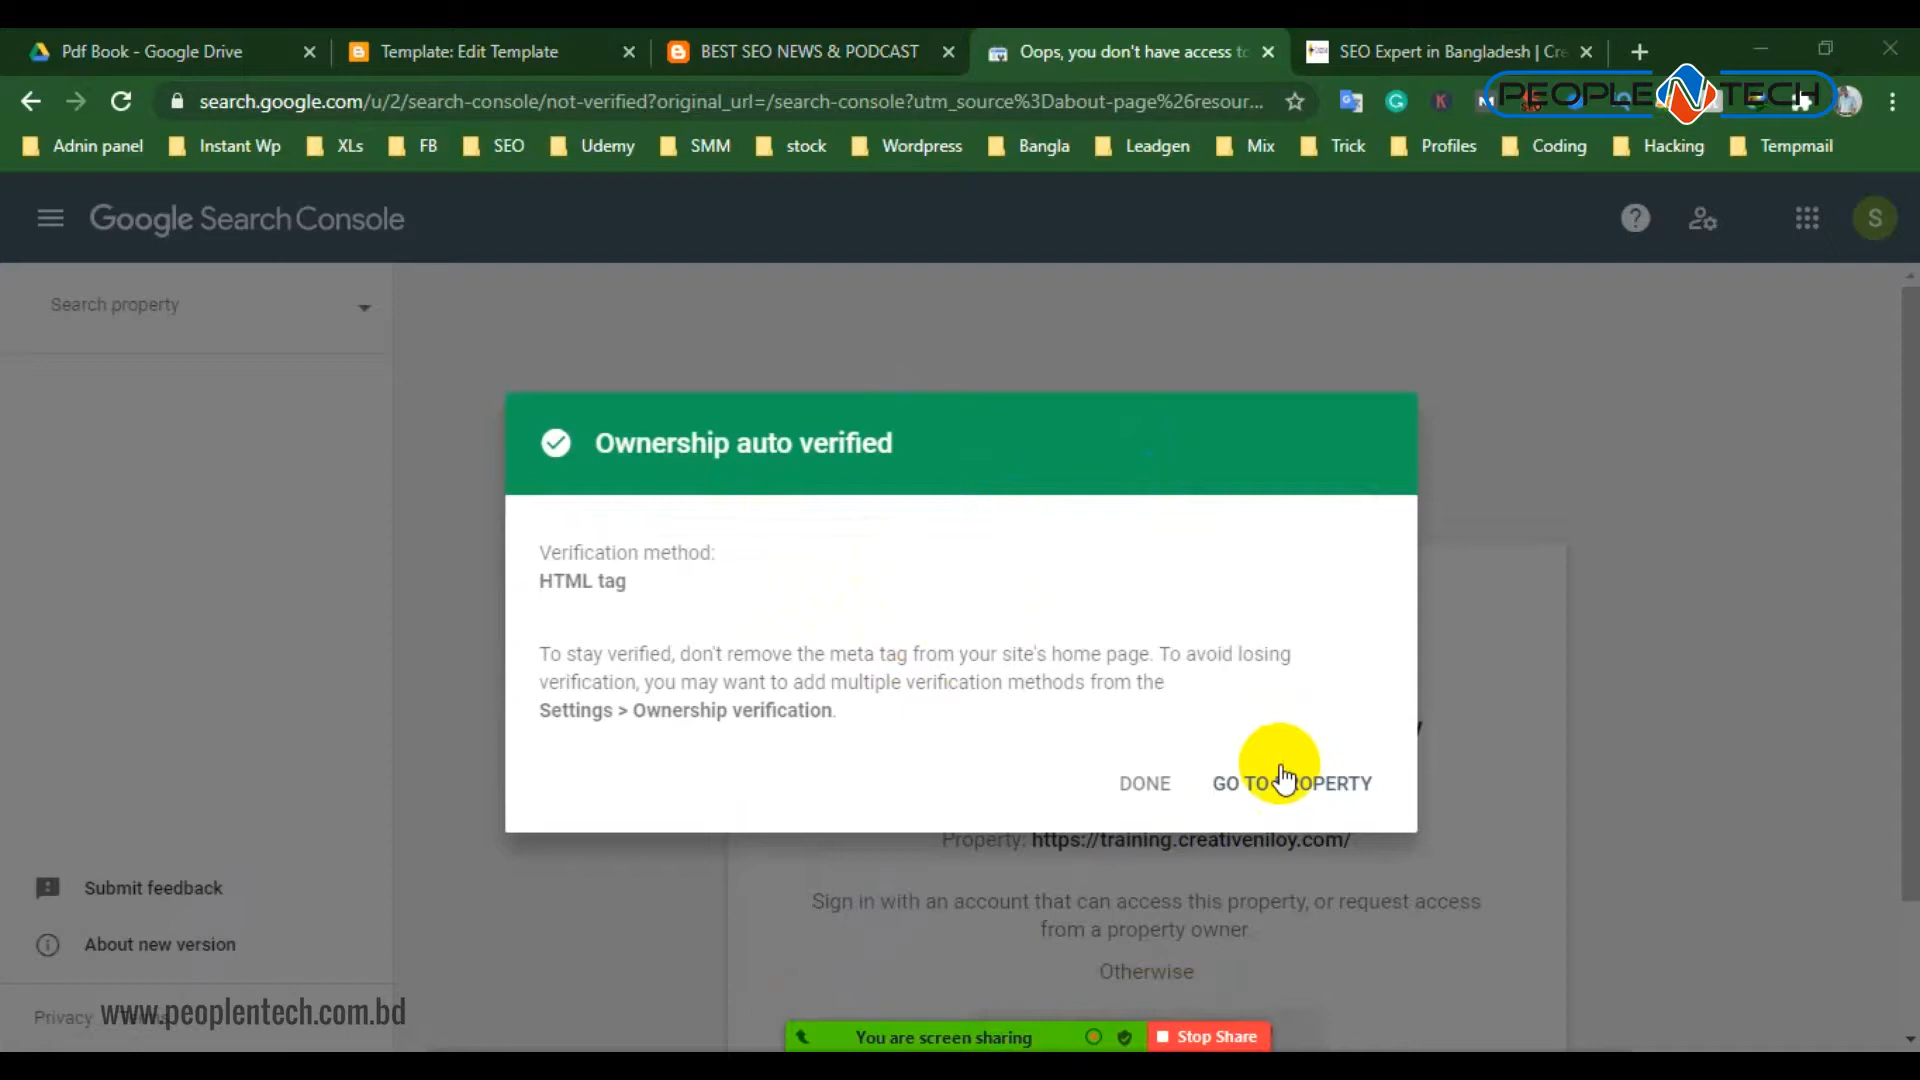 Pdf Book - Google Drive
Template: Edit Template
BEST SEO NEWS & PODCAST
Oops, you don't have access to
SEO Expert in Bangladesh | Cre
search.google.com/u/2/search-console/not-verified?original_url=/search-console?utm_source%3Dabout-page%26resour...
PEOPLE N TECH
Adnin panel
Instant Wp
XLs
FB
SEO
Udemy
SMM
stock
Wordpress
Bangla
Leadgen
Mix
Trick
Profiles
Coding
Hacking
Tempmail
Google Search Console
S
Search property
Ownership auto verified
Verification method:
HTML tag
To stay verified, don't remove the meta tag from your site's home page. To avoid losing
verification, you may want to add multiple verification methods from the
Settings > Ownership verification.
DONE
GO TO PROPERTY
Property: https://training.creativeniloy.com/
Sign in with an account that can access this property, or request access
from a property owner.
Otherwise
Submit feedback
About new version
Privacy
www.peoplentech.com.bd
You are screen sharing
Stop Share